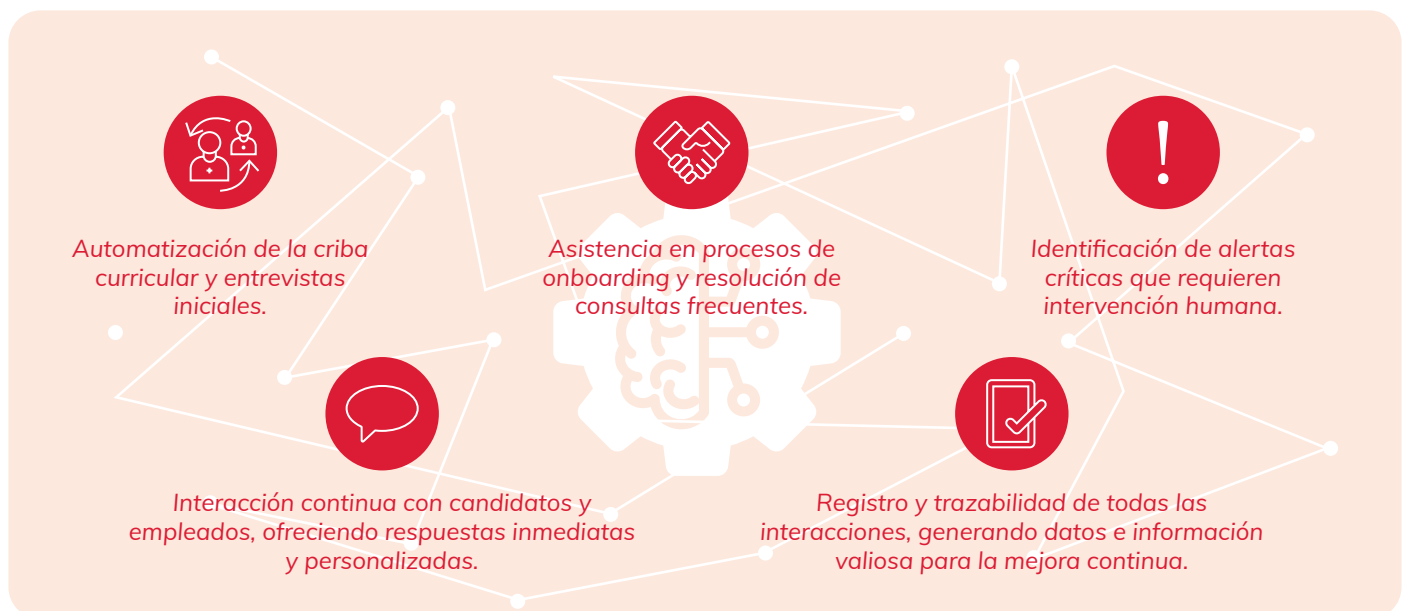 Automatización de la criba
curricular y entrevistas
iniciales.
Asistencia en procesos de
onboarding y resolución de
consultas frecuentes.
Identificación de alertas
críticas que requieren
intervención humana.
Interacción continua con candidatos y
empleados, ofreciendo respuestas inmediatas
y personalizadas.
Registro y trazabilidad de todas las
interacciones, generando datos e información
valiosa para la mejora continua.